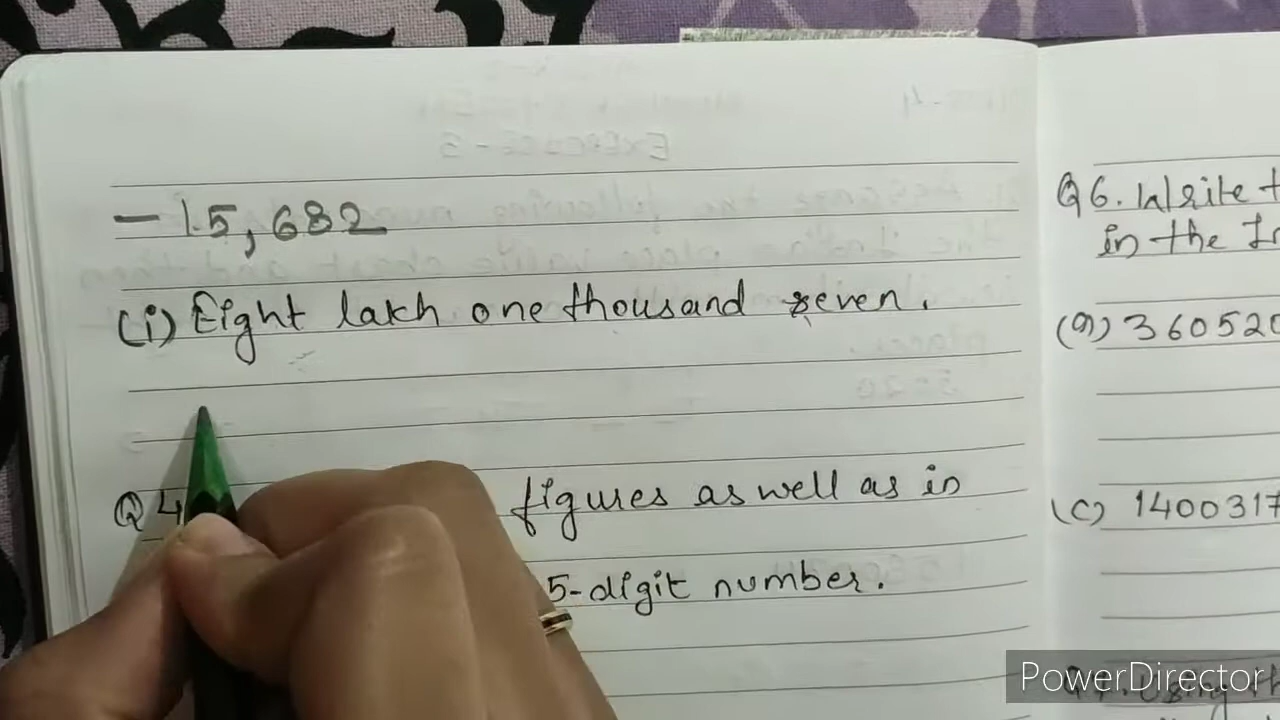 – 15,682
(i) Eight lakh one thousand seven.
Q4 figures as well as in
5-digit number.
Q6. Write t
in the In
(a) 360520
(c) 1400317
PowerDirector